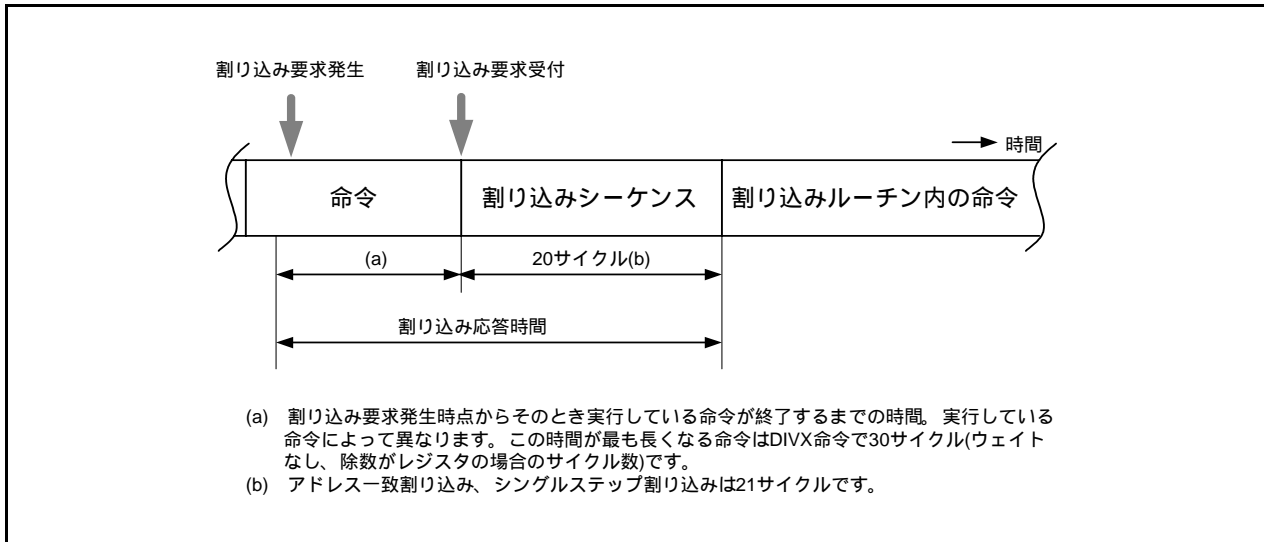 割り込み要求発生 割り込み要求受付
時間
命令 割り込みシーケンス 割り込みルーチン内の命令
(a) 20サイクル(b)
割り込み応答時間
(a) 割り込み要求発生時点からそのとき実行している命令が終了するまでの時間。実行している
命令によって異なります。この時間が最も長くなる命令はDIVX命令で30サイクル(ウェイト
なし、除数がレジスタの場合のサイクル数)です。
(b) アドレス一致割り込み、シングルステップ割り込みは21サイクルです。